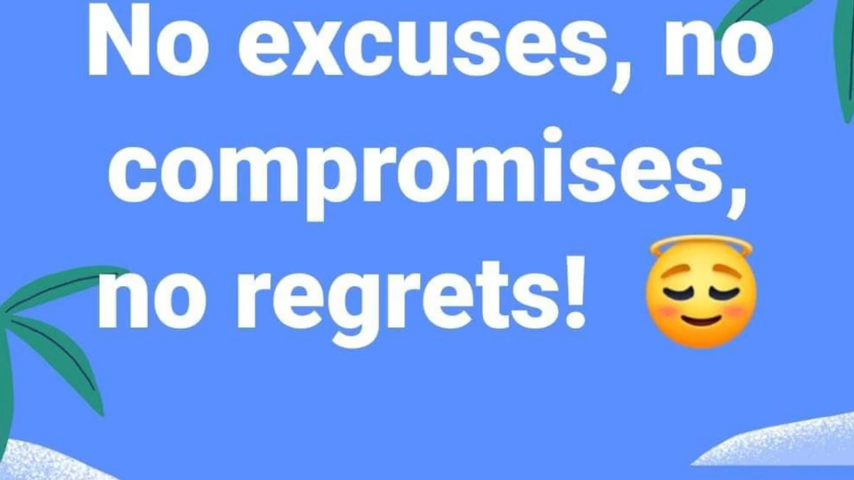 No excuses, no
compromises,
no regrets! 😇